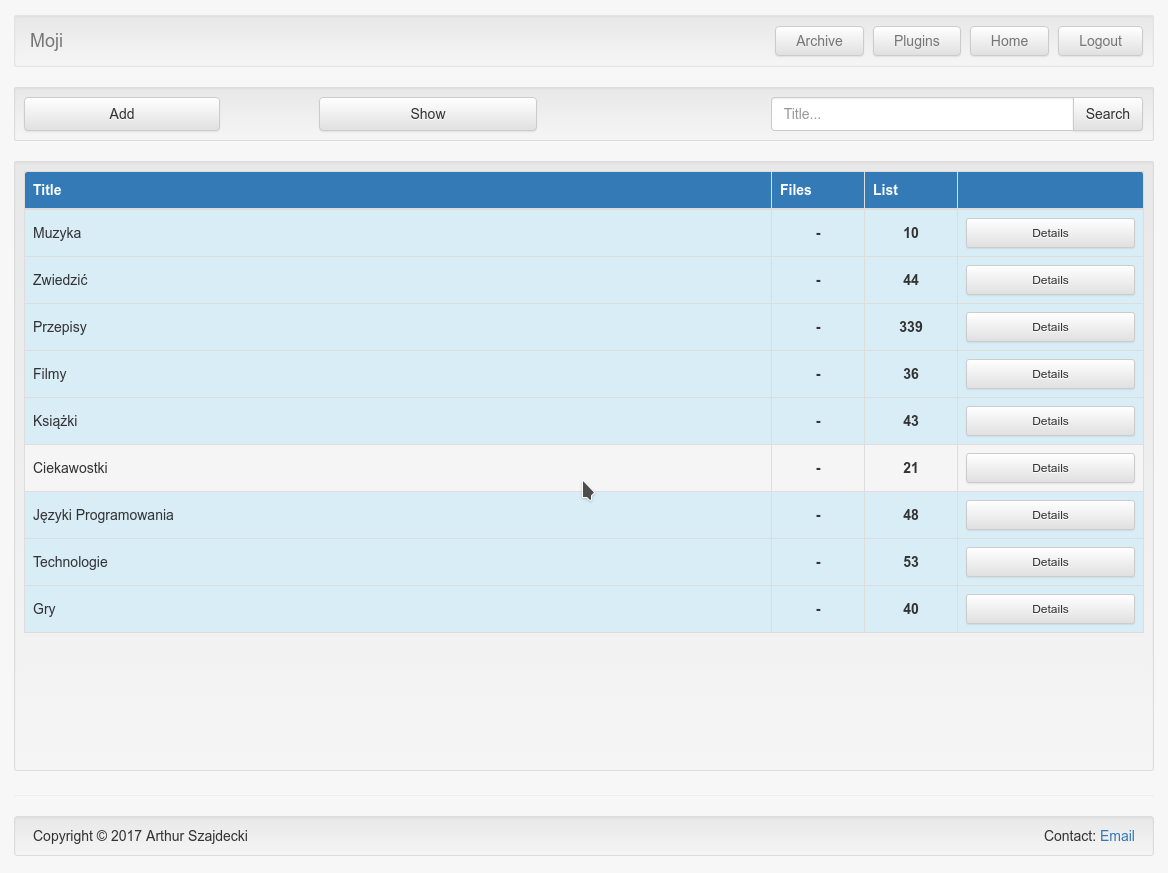 Moji Archive Plugins Home Logout
Add Show Title... Search
Title Files List
Muzyka - 10 Details
Zwiedzić - 44 Details
Przepisy - 339 Details
Filmy - 36 Details
Książki - 43 Details
Ciekawostki - 21 Details
Języki Programowania - 48 Details
Technologie - 53 Details
Gry - 40 Details
Copyright © 2017 Arthur Szajdecki Contact: Email